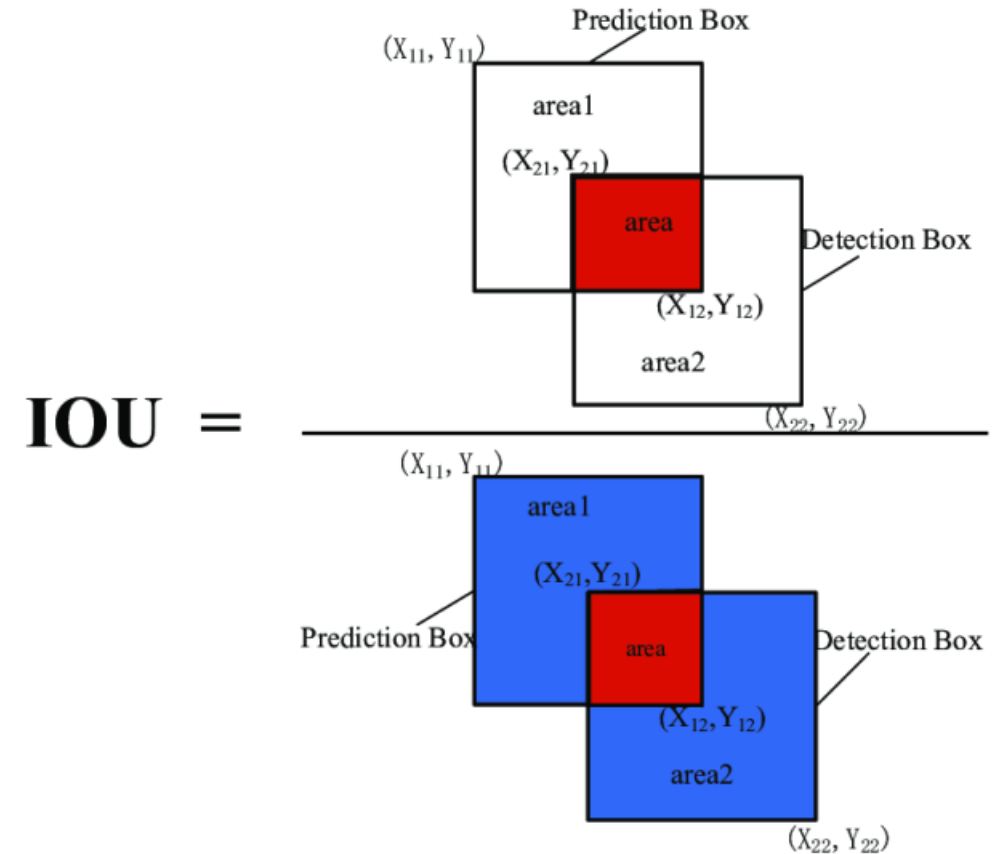 Prediction Box
(X₁₁, Y₁₁)
area1
(X₂₁,Y₂₁)
area
Detection Box
(X₁₂,Y₁₂)
area2
IOU =
(X₂₂, Y₂₂)
(X₁₁, Y₁₁)
area1
(X₂₁,Y₂₁)
Prediction Box
area
Detection Box
(X₁₂,Y₁₂)
area2
(X₂₂, Y₂₂)